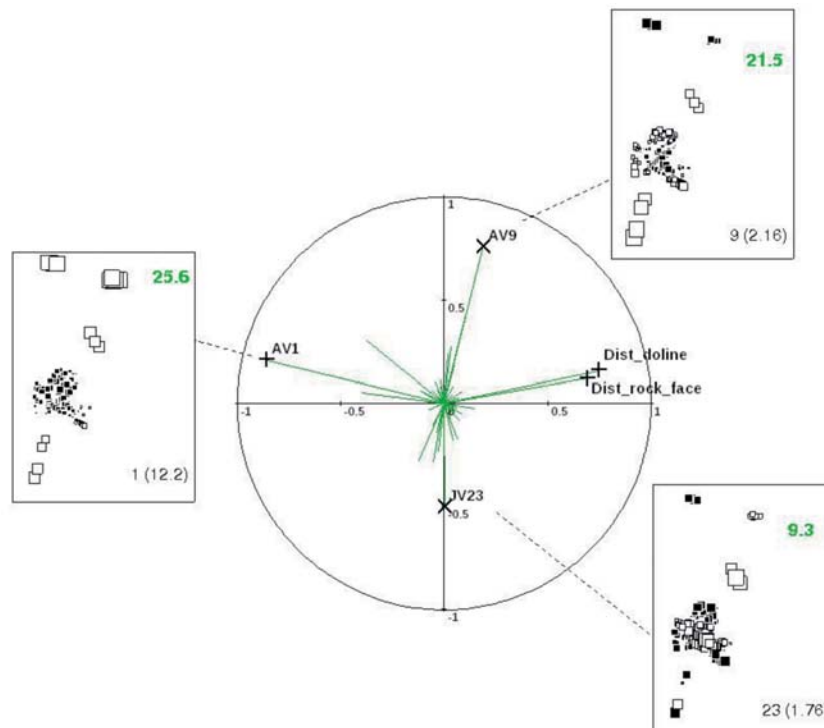 21.5
9 (2.16)
1
AV9
25.6
0.5
AV1
Dist_doline
Dist_rock_face
-1
-0.5
0.5
1
1 (12.2)
JV23
-0.5
9.3
-1
23 (1.76